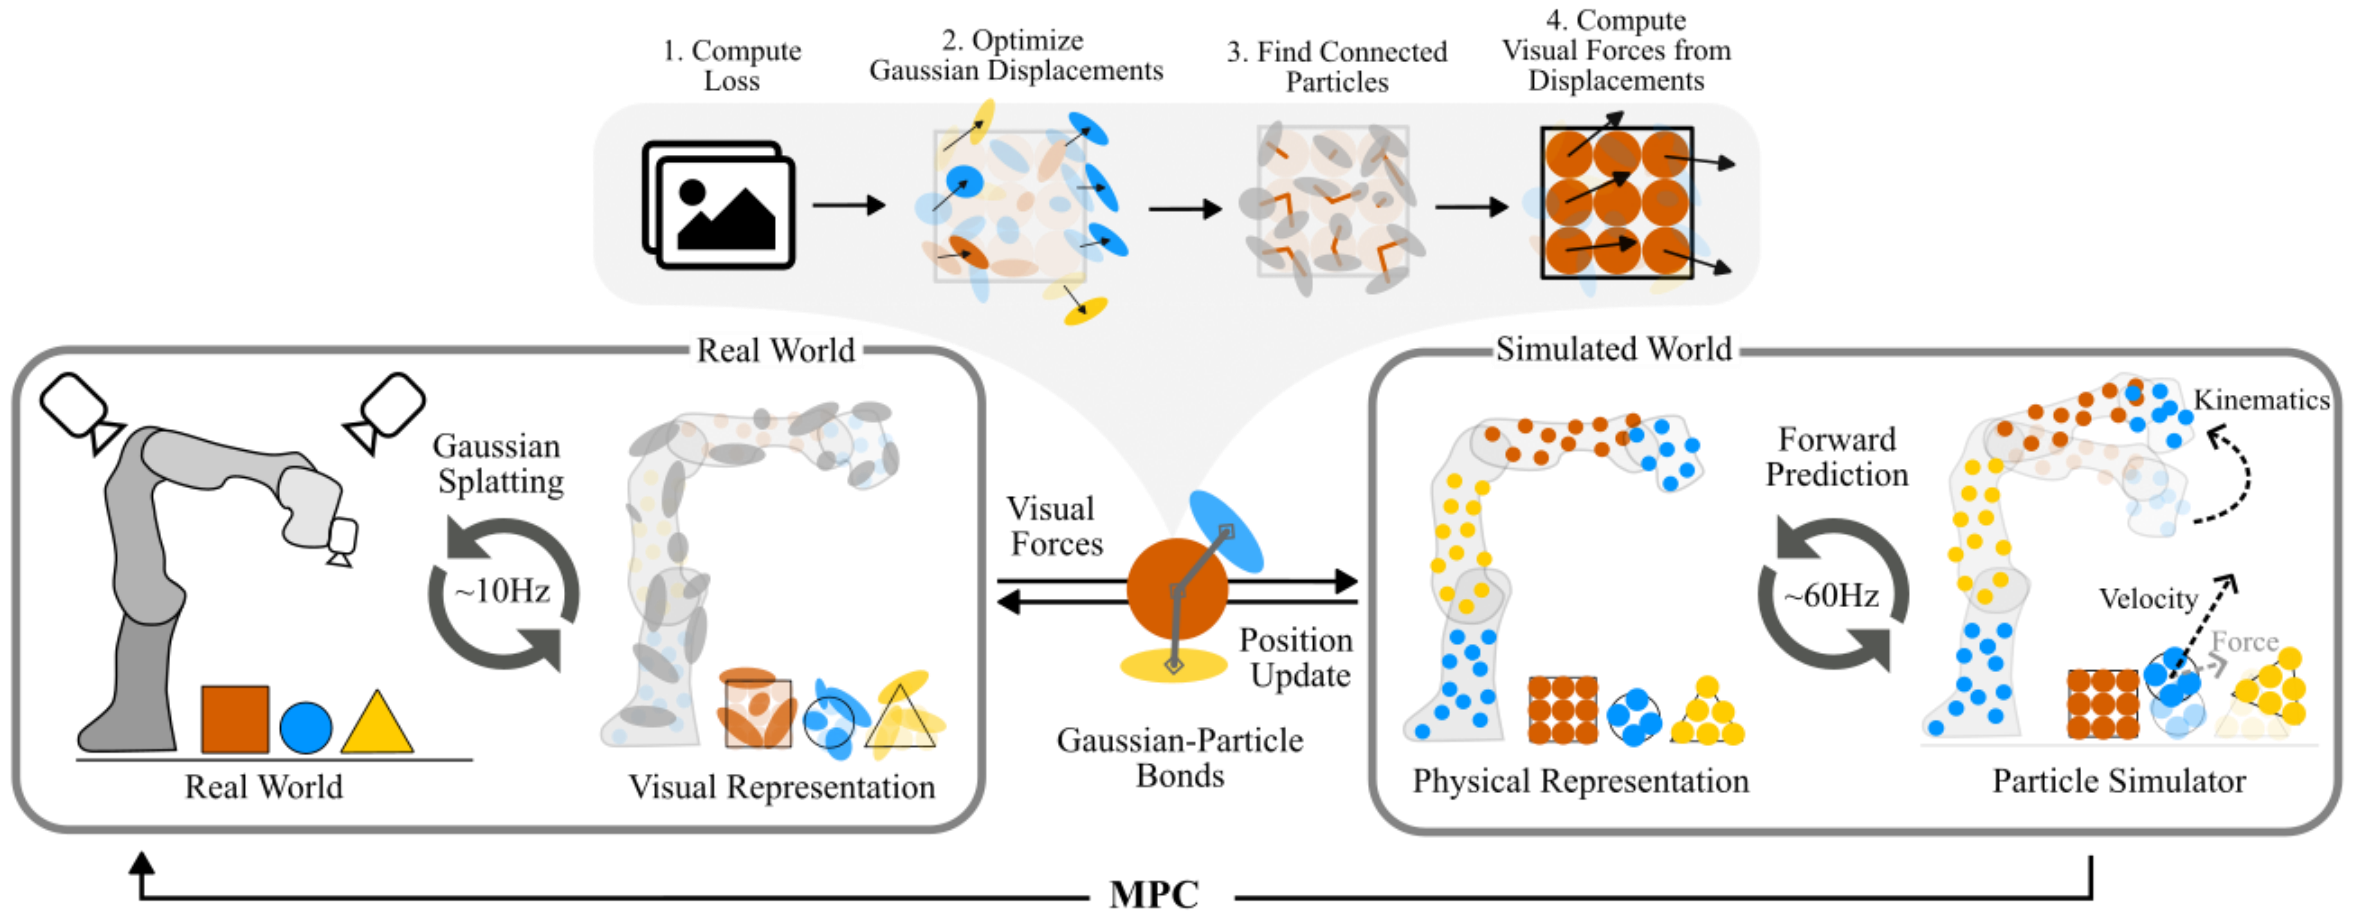 1. Compute
Loss
2. Optimize
Gaussian Displacements
3. Find Connected
Particles
4. Compute
Visual Forces from
Displacements
Real World
Gaussian
Splatting
~10Hz
Real World
Visual Representation
Visual
Forces
Position
Update
Gaussian-Particle
Bonds
Simulated World
Forward
Prediction
~60Hz
Kinematics
Velocity
Force
Physical Representation
Particle Simulator
MPC